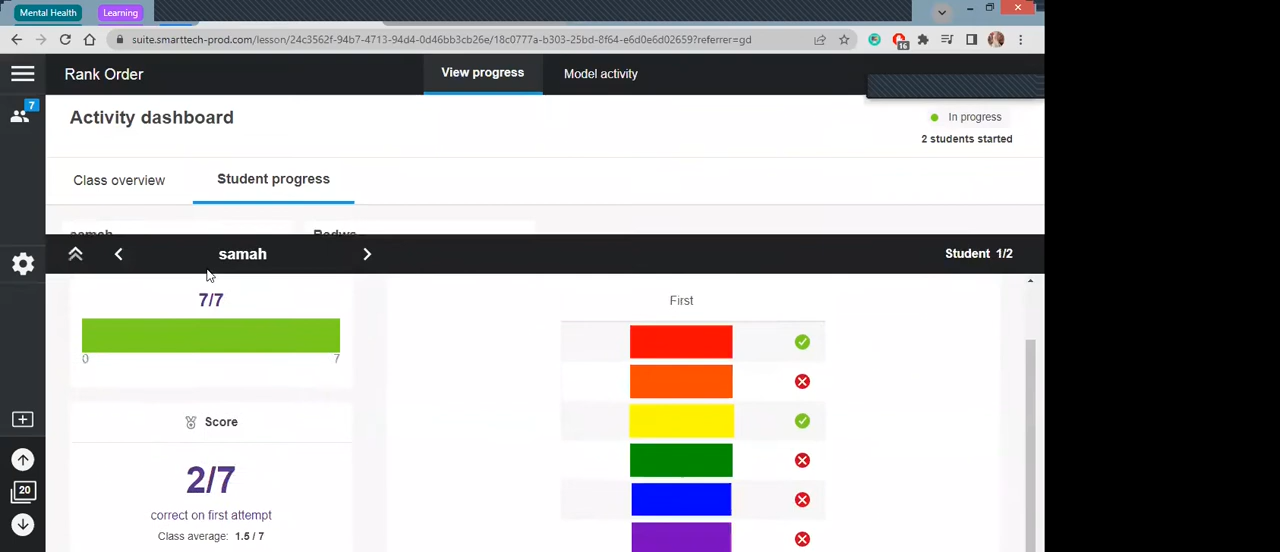 Mental Health
Learning
suite.smarttech-prod.com/lesson/24c3562f-94b7-4713-94d4-0d46bb3cb26e/18c0777a-b303-25bd-8f64-e6d0e6d02659?referrer=gd
16
Rank Order
View progress
Model activity
7
Activity dashboard
In progress
2 students started
Class overview
Student progress
samah
Redws
samah
Student 1/2
7/7
First
0
7
Score
2/7
correct on first attempt
Class average: 1.5 / 7
20